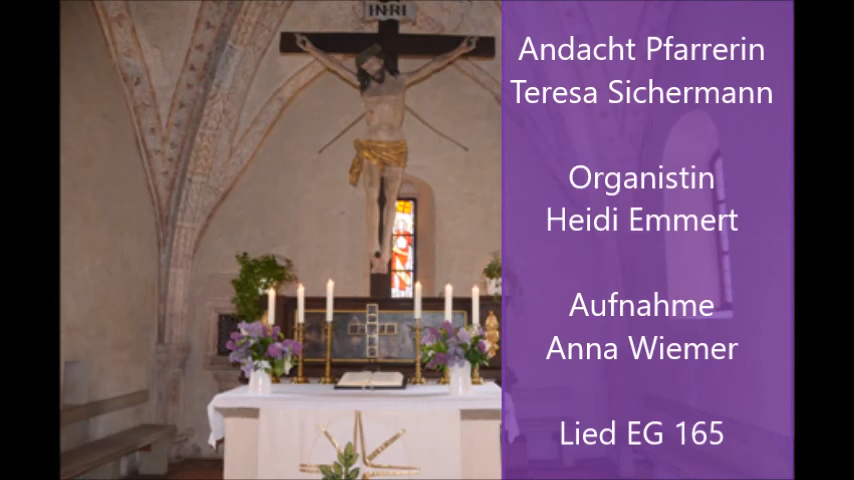 INRI
Andacht Pfarrerin
Teresa Sichermann
Organistin
Heidi Emmert
Aufnahme
Anna Wiemer
Lied EG 165